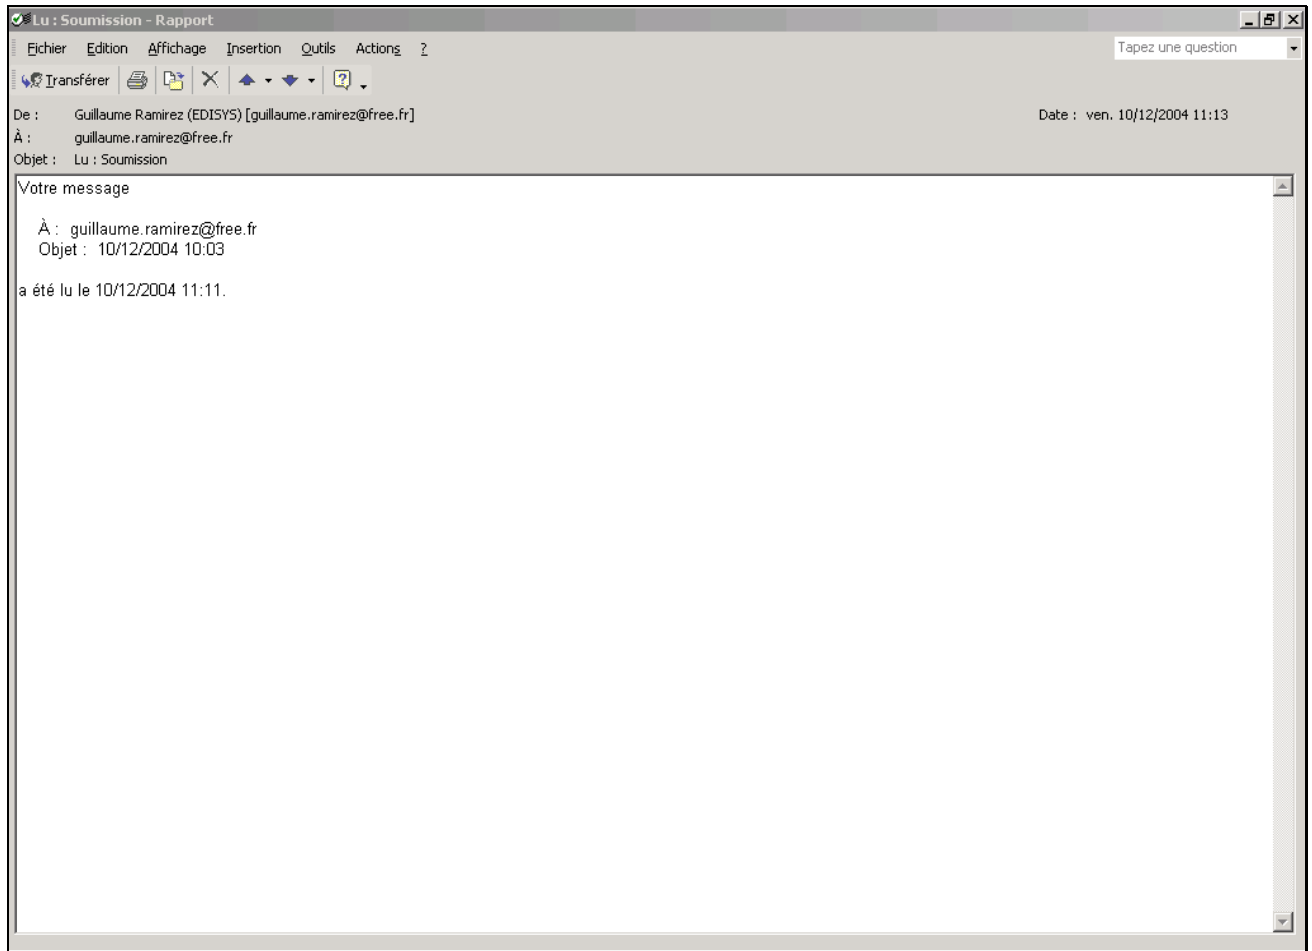 Lu : Soumission - Rapport
Fichier Edition Affichage Insertion Outils Actions ?
Tapez une question
Transférer
De : Guillaume Ramirez (EDISYS) [guillaume.ramirez@free.fr] Date : ven. 10/12/2004 11:13
À : guillaume.ramirez@free.fr
Objet : Lu : Soumission
Votre message
À : guillaume.ramirez@free.fr
Objet : 10/12/2004 10:03
a été lu le 10/12/2004 11:11.